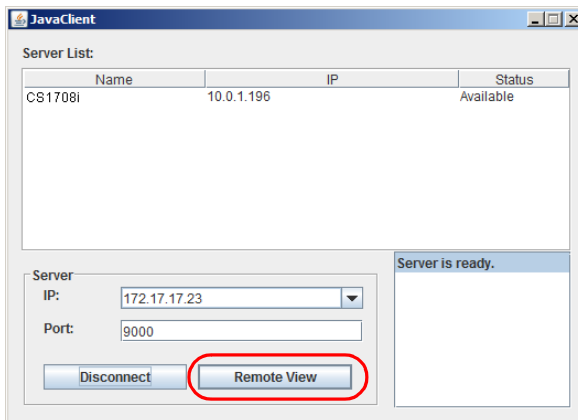 JavaClient
Server List:
Name IP Status
CS1708i 10.0.1.196 Available
Server is ready.
Server
IP: 172.17.17.23
Port: 9000
Disconnect Remote View